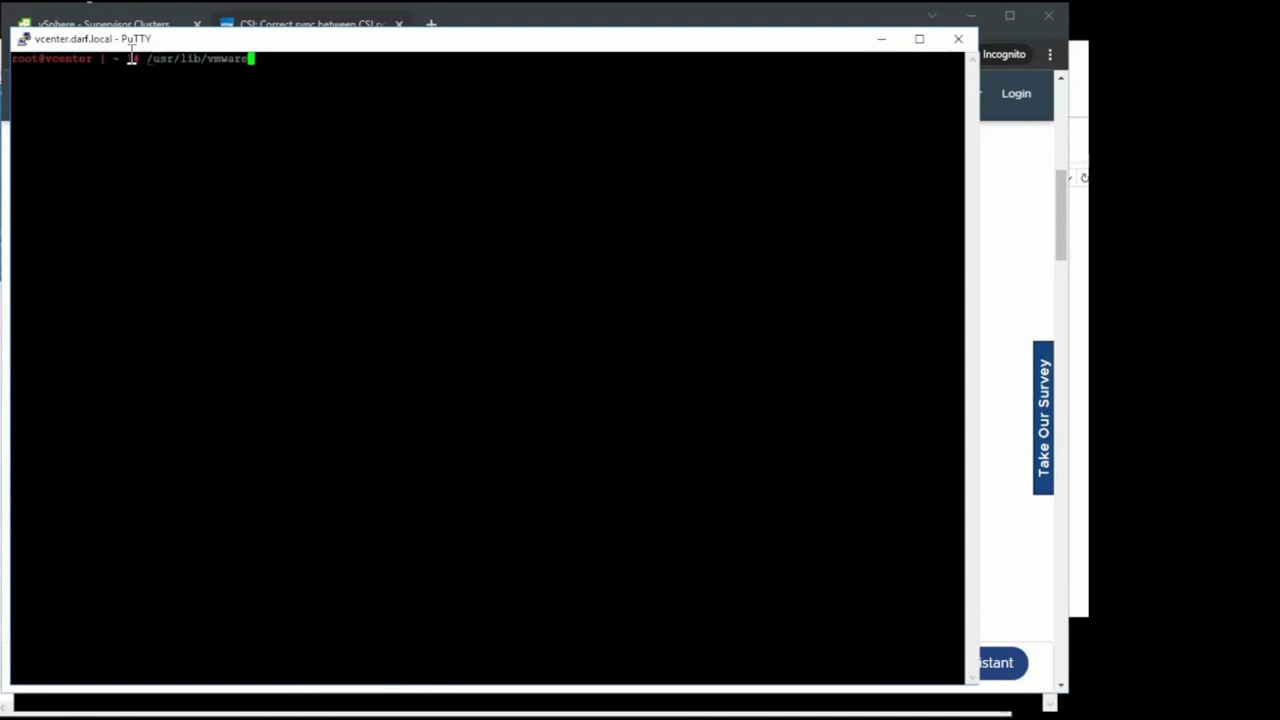 vSphere - Supervisor Clusters
CSI: Correct sync between CSI
vcenter.darf.local - PuTTY
root@vcenter [ ~ ]# /usr/lib/vmware
Incognito
Login
Take Our Survey
istant